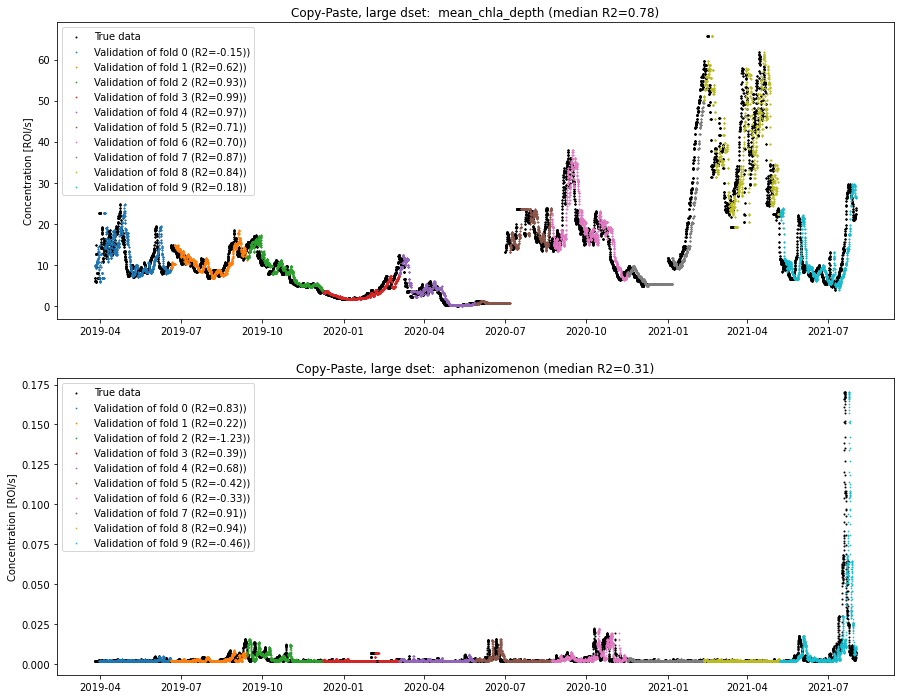 Copy-Paste, large dset:  mean_chla_depth (median R2=0.78)
True data
Validation of fold 0 (R2=-0.15))
Validation of fold 1 (R2=0.62))
Validation of fold 2 (R2=0.93))
Validation of fold 3 (R2=0.99))
Validation of fold 4 (R2=0.97))
Validation of fold 5 (R2=0.71))
Validation of fold 6 (R2=0.70))
Validation of fold 7 (R2=0.87))
Validation of fold 8 (R2=0.84))
Validation of fold 9 (R2=0.18))
Concentration [ROI/s]
60
50
40
30
20
10
0
2019-04 2019-07 2019-10 2020-01 2020-04 2020-07 2020-10 2021-01 2021-04 2021-07
Copy-Paste, large dset:  aphanizomenon (median R2=0.31)
True data
Validation of fold 0 (R2=0.83))
Validation of fold 1 (R2=0.22))
Validation of fold 2 (R2=-1.23))
Validation of fold 3 (R2=0.39))
Validation of fold 4 (R2=0.68))
Validation of fold 5 (R2=-0.42))
Validation of fold 6 (R2=-0.33))
Validation of fold 7 (R2=0.91))
Validation of fold 8 (R2=0.94))
Validation of fold 9 (R2=-0.46))
Concentration [ROI/s]
0.175
0.150
0.125
0.100
0.075
0.050
0.025
0.000
2019-04 2019-07 2019-10 2020-01 2020-04 2020-07 2020-10 2021-01 2021-04 2021-07